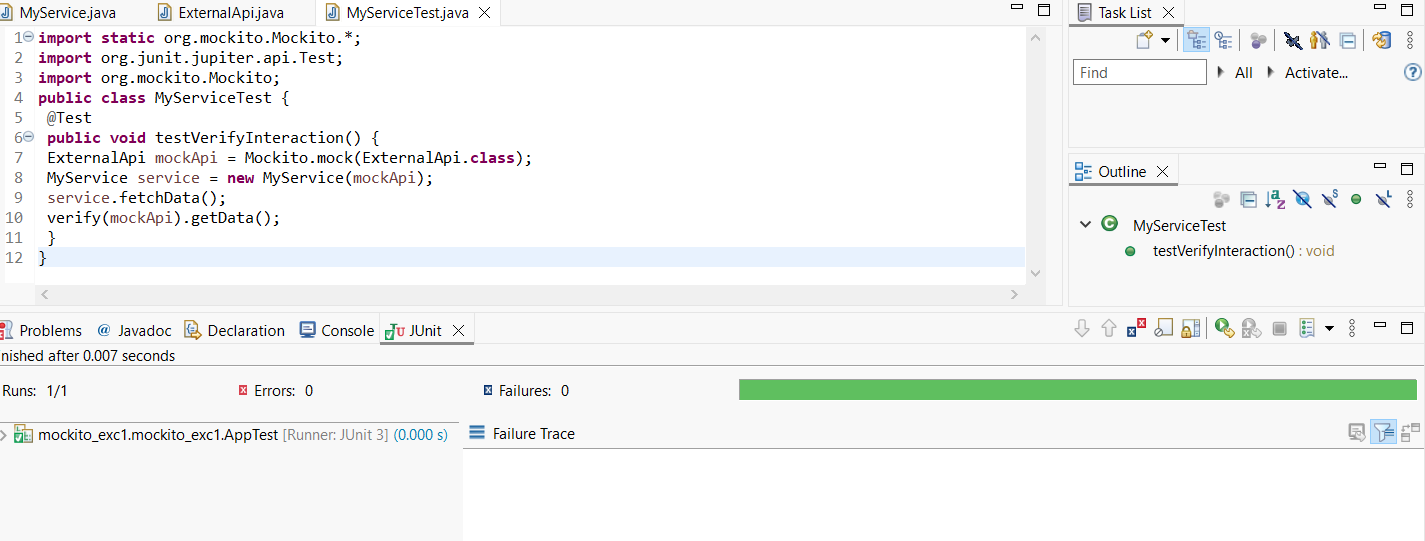 MyService.java ExternalApi.java MyServiceTest.java
Task List
1 import static org.mockito.Mockito.*;
2 import org.junit.jupiter.api.Test;
3 import org.mockito.Mockito;
4 public class MyServiceTest {
5 @Test
6 public void testVerifyInteraction() {
7 ExternalApi mockApi = Mockito.mock(ExternalApi.class);
8 MyService service = new MyService(mockApi);
9 service.fetchData();
10 verify(mockApi).getData();
11 }
12 }
Find All Activate...
Outline
MyServiceTest
testVerifyInteraction() : void
Problems @ Javadoc Declaration Console JUnit
nished after 0.007 seconds
Runs: 1/1 Errors: 0 Failures: 0
mockito_exc1.mockito_exc1.AppTest [Runner: JUnit 3] (0.000 s)
Failure Trace